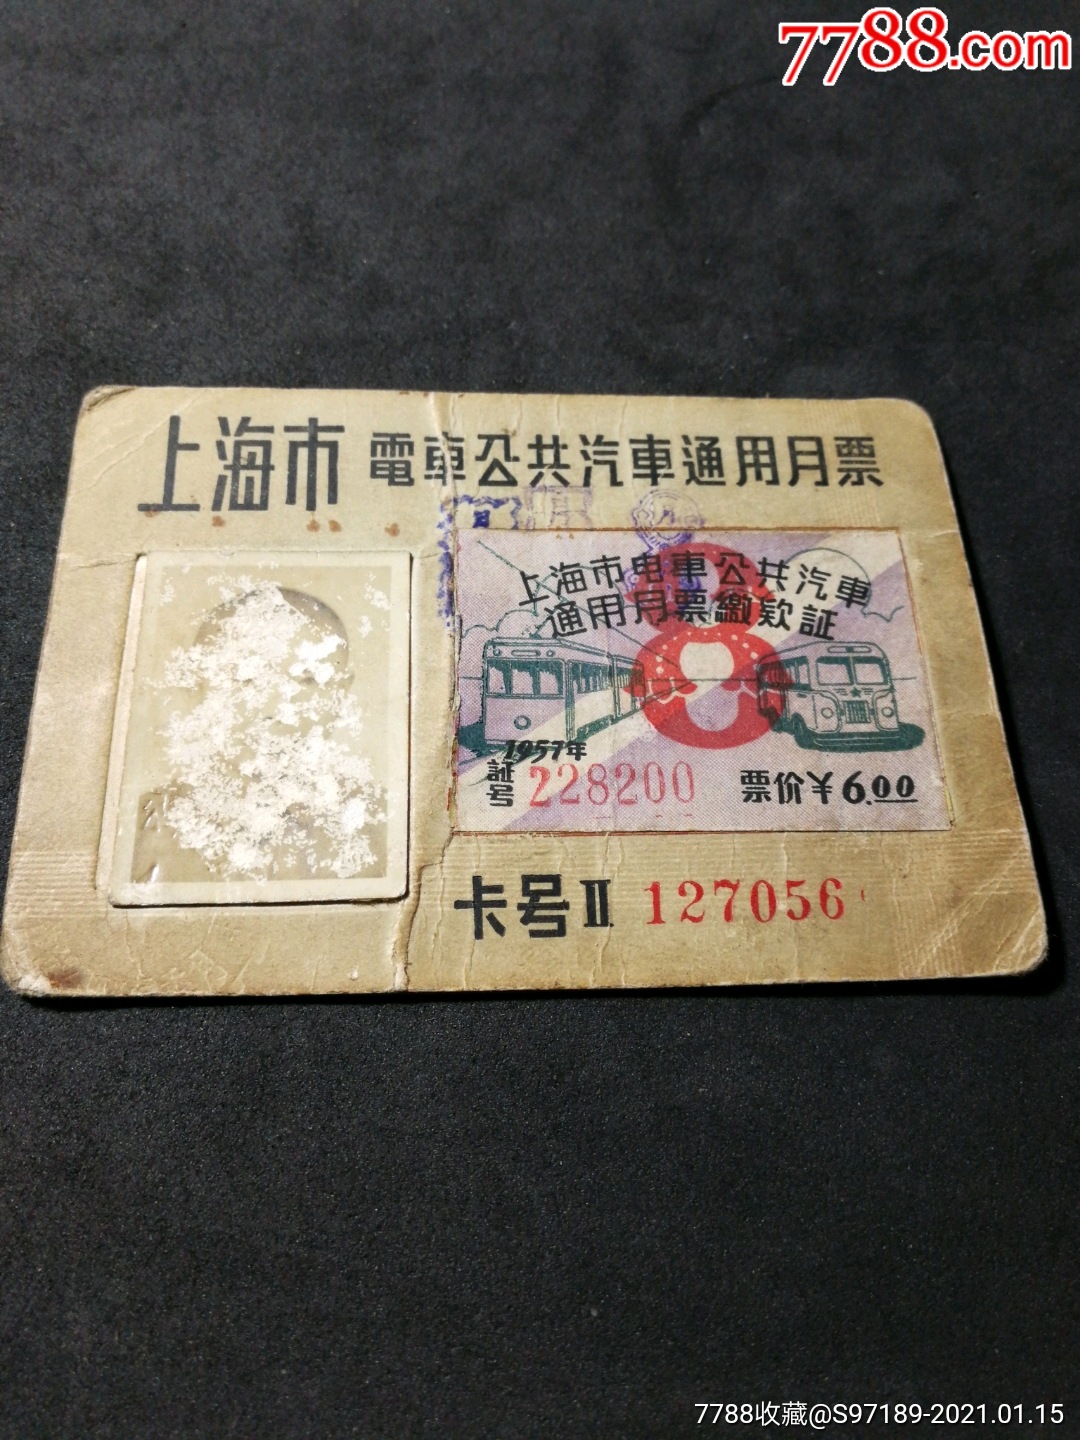 7788.com
上海市 電車公共汽車通用月票
上海市电車公共汽車
通用月票繳欵証
8
1957年
証号 228200 票价¥6.00
卡号II 127056
7788收藏@S97189-2021.01.15